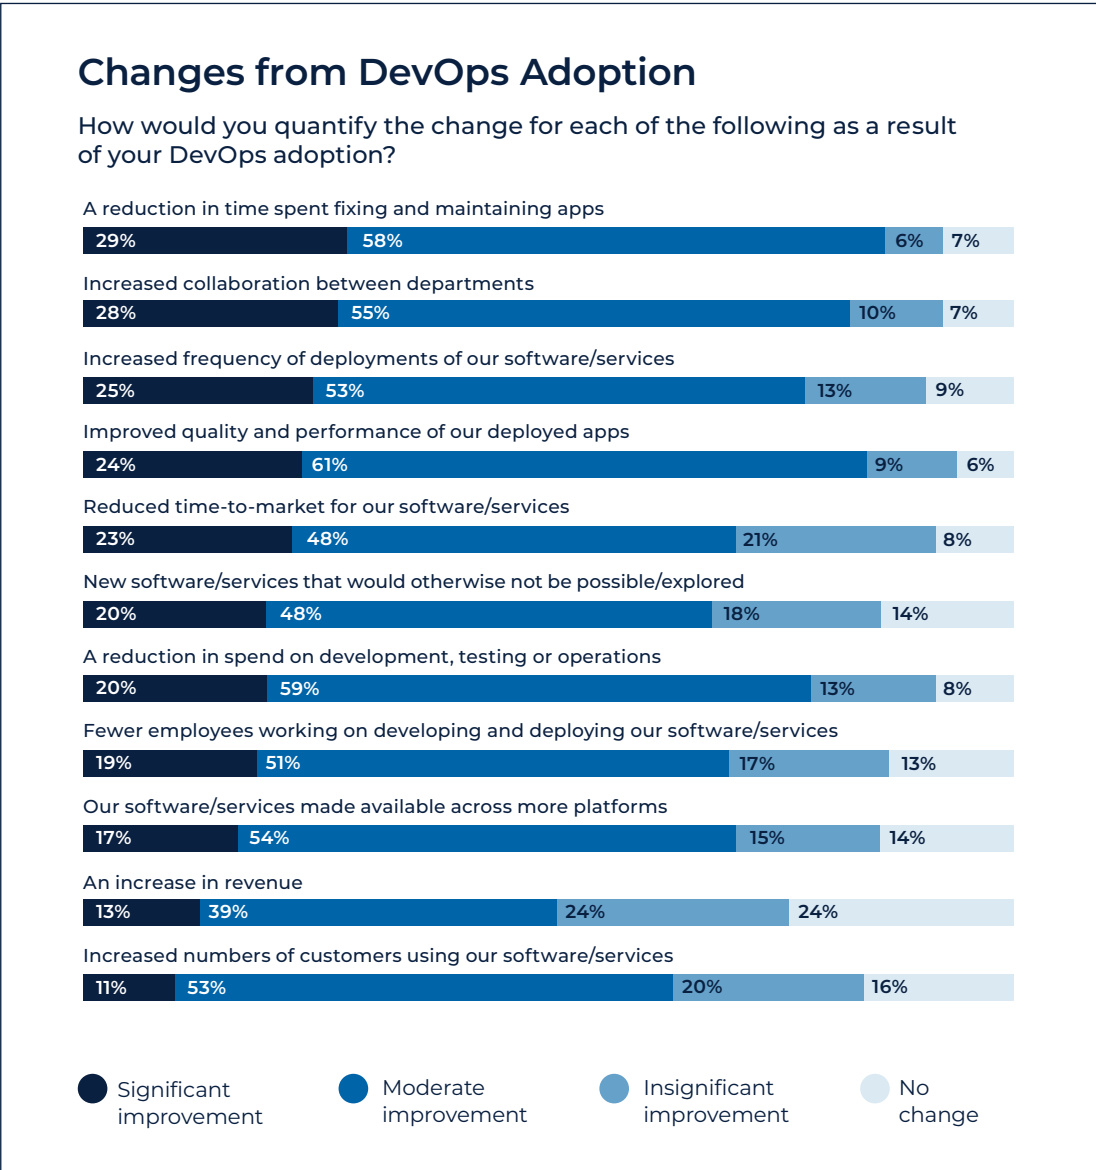 Changes from DevOps Adoption
How would you quantify the change for each of the following as a result
of your DevOps adoption?
A reduction in time spent fixing and maintaining apps
29% 58% 6% 7%
Increased collaboration between departments
28% 55% 10% 7%
Increased frequency of deployments of our software/services
25% 53% 13% 9%
Improved quality and performance of our deployed apps
24% 61% 9% 6%
Reduced time-to-market for our software/services
23% 48% 21% 8%
New software/services that would otherwise not be possible/explored
20% 48% 18% 14%
A reduction in spend on development, testing or operations
20% 59% 13% 8%
Fewer employees working on developing and deploying our software/services
19% 51% 17% 13%
Our software/services made available across more platforms
17% 54% 15% 14%
An increase in revenue
13% 39% 24% 24%
Increased numbers of customers using our software/services
11% 53% 20% 16%
Significant
improvement
Moderate
improvement
Insignificant
improvement
No
change